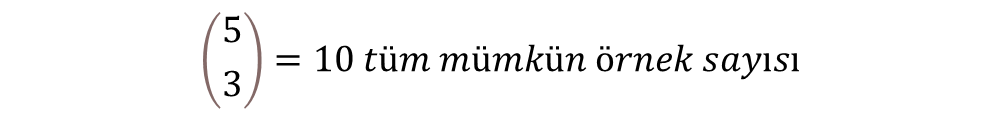 (5
3) = 10 tüm mümkün örnek sayısı